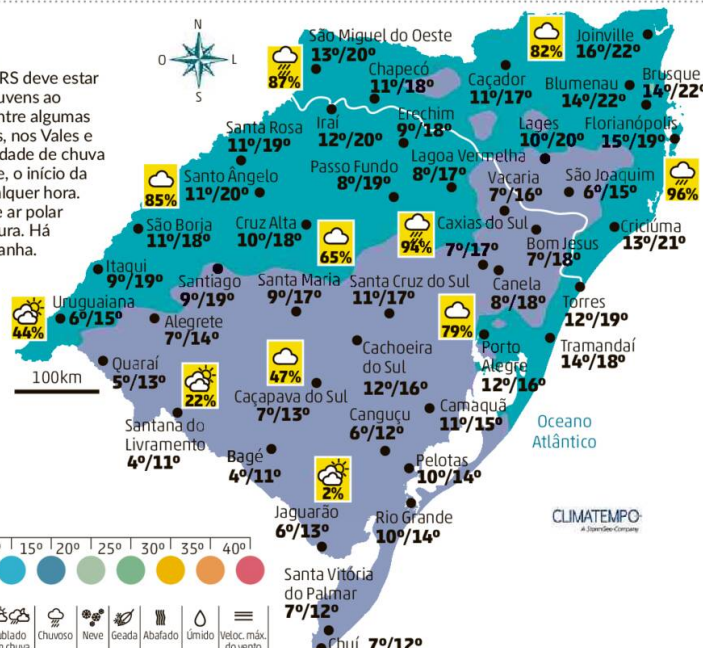 RS deve estar
uvens ao
ntre algumas
s, nos Vales e
idade de chuva
e, o início da
alquer hora.
e ar polar
ura. Há
anha.
N
O
L
S
São Miguel do Oeste
13º/20º
87%
Chapecó
11º/18º
82%
Joinville
16º/22º
Caçador
11º/17º
Blumenau
14º/22º
Brusque
14º/22º
Iraí
12º/20º
Erechim
9º/18º
Lages
10º/20º
Florianópolis
15º/19º
Santa Rosa
11º/19º
Passo Fundo
8º/19º
Lagoa Vermelha
8º/17º
Vacaria
7º/16º
São Joaquim
6º/15º
96%
85%
Santo Ângelo
11º/20º
São Borja
11º/18º
Cruz Alta
10º/18º
65%
94%
Caxias do Sul
7º/17º
Bom Jesus
7º/18º
Criciúma
13º/21º
Itaqui
9º/19º
Santiago
9º/19º
Santa Maria
9º/17º
Santa Cruz do Sul
11º/17º
Canela
8º/18º
Torres
12º/19º
44%
Uruguaiana
6º/15º
Alegrete
7º/14º
79%
Porto
Alegre
12º/16º
Tramandaí
14º/18º
Quaraí
5º/13º
100km
22%
47%
Caçapava do Sul
7º/13º
Cachoeira
do Sul
12º/16º
Camaquã
11º/15º
Canguçu
6º/12º
Oceano
Atlântico
Santana do
Livramento
4º/11º
Bagé
4º/11º
2%
Pelotas
10º/14º
Jaguarão
6º/13º
Rio Grande
10º/14º
CLIMATEMPO
A StormGeo Company
15º 20º 25º 30º 35º 40º
Santa Vitória
do Palmar
7º/12º
Chuí 7º/12º
ublado
m chuva
Chuvoso
Neve
Geada
Abafado
Úmido
Veloc. máx.
do vento